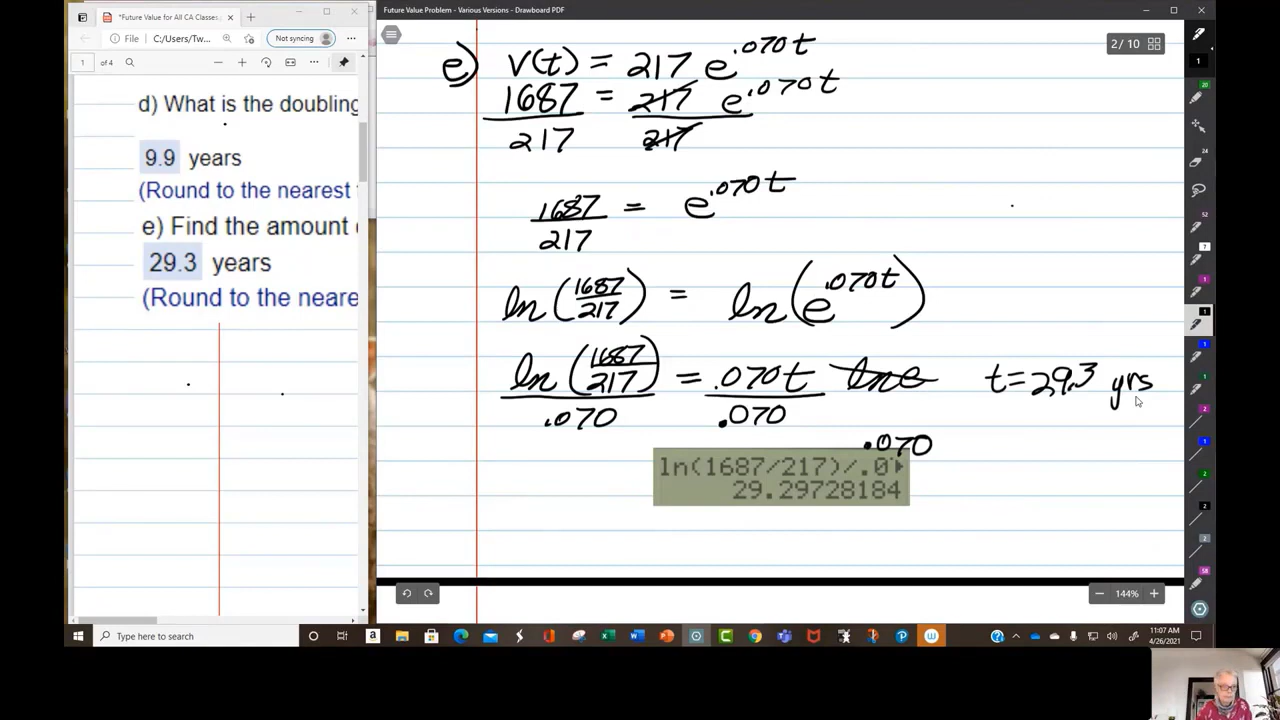 "Future Value for All CA Classes.
File
C:/Users/Tw...
Not syncing
1 of 4
d) What is the doubling
9.9 years
(Round to the nearest
e) Find the amount
29.3 years
(Round to the neare
Future Value Problem - Various Versions - Drawboard PDF
2/10
e) v(t) = 217 e^.070t
1687 = 217 e^.070t
217 217
1687/217 = e^.070t
ln(1687/217) = ln(e^.070t)
ln(1687/217) = .070t ln e t=29.3 yrs
.070 .070
.070
ln(1687/217)/.0
29.29728184
144%
Type here to search
11:07 AM
4/26/2021